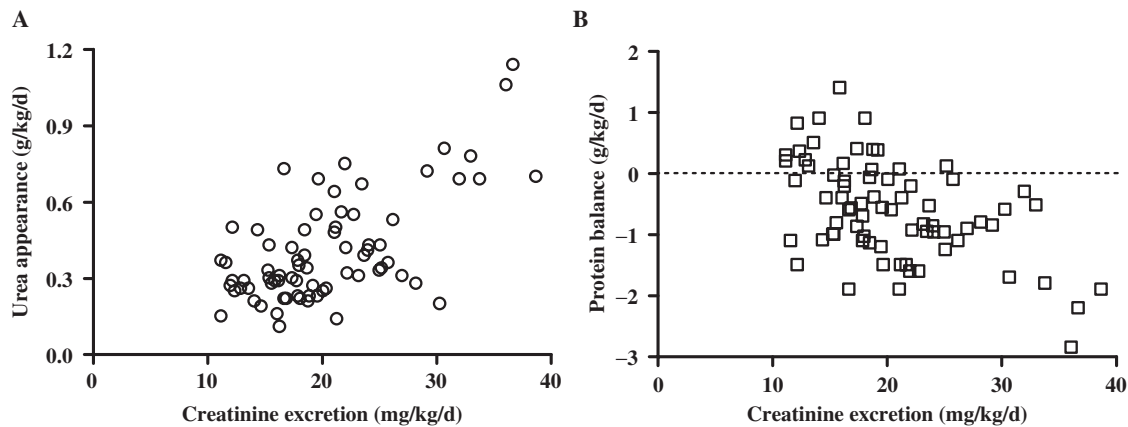 A
Urea appearance (g/kg/d)
1.2
0.9
0.6
0.3
0.0
0 10 20 30 40
Creatinine excretion (mg/kg/d)
B
Protein balance (g/kg/d)
2
1
0
−1
−2
−3
0 10 20 30 40
Creatinine excretion (mg/kg/d)